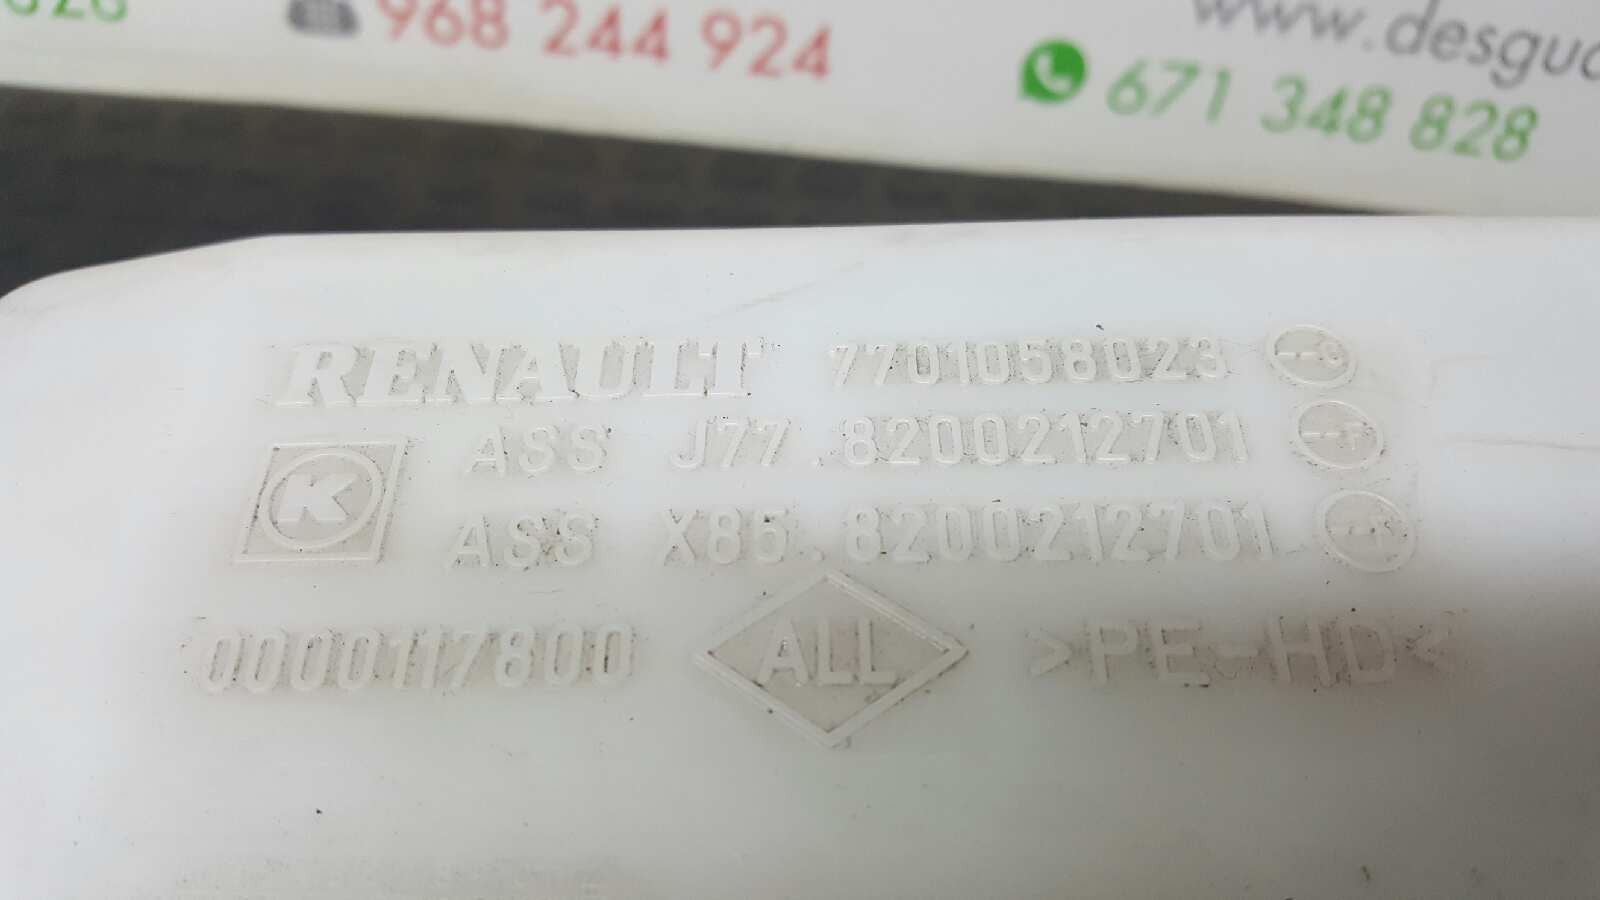 968 244 924
www.desgua
671 348 828
RENAULT 7701058023
ASS J77.8200212701
K
ASS X85.8200212701
0000117800 ALL >PE-HD<